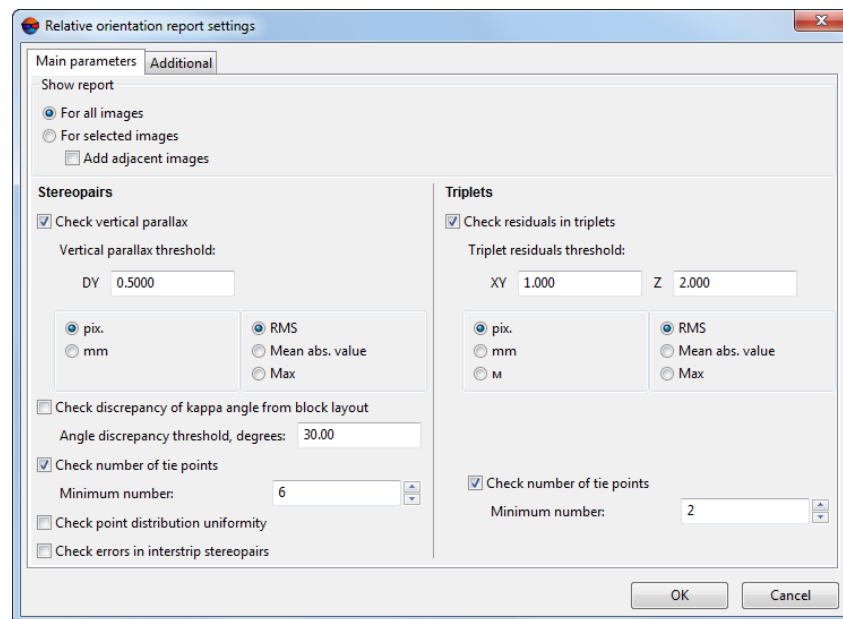 Relative orientation report settings
Main parameters Additional
Show report
For all images
For selected images
Add adjacent images
Stereopairs
Check vertical parallax
Vertical parallax threshold:
DY 0.5000
pix.
mm
RMS
Mean abs. value
Max
Check discrepancy of kappa angle from block layout
Angle discrepancy threshold, degrees: 30.00
Check number of tie points
Minimum number: 6
Check point distribution uniformity
Check errors in interstrip stereopairs
Triplets
Check residuals in triplets
Triplet residuals threshold:
XY 1.000 Z 2.000
pix.
mm
м
RMS
Mean abs. value
Max
Check number of tie points
Minimum number: 2
OK Cancel